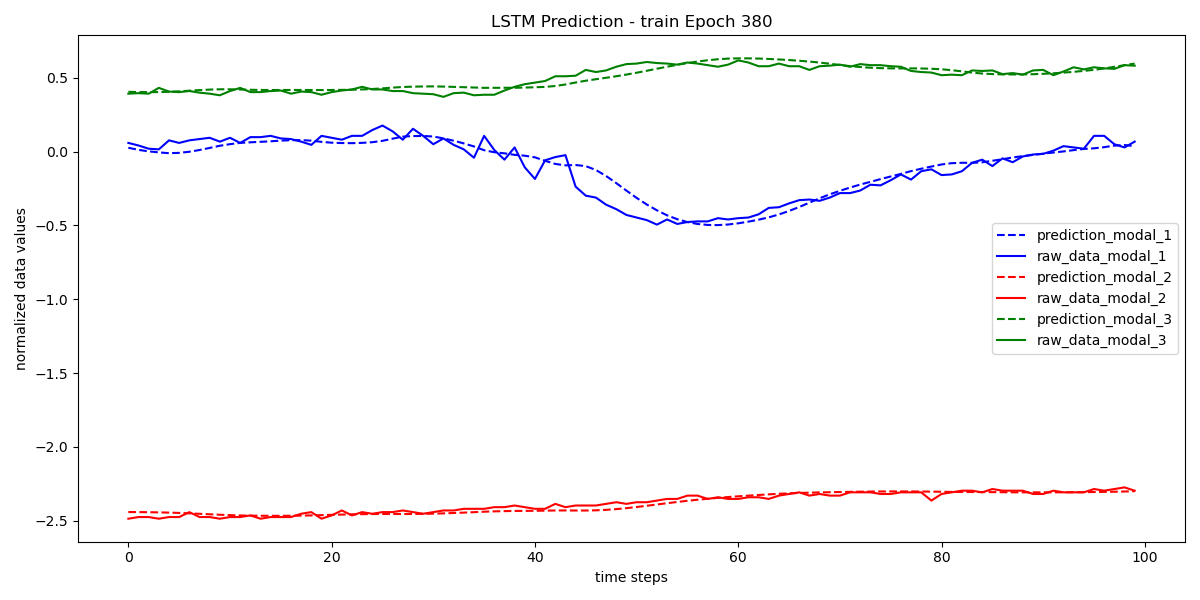 LSTM Prediction - train Epoch 380
normalized data values
0.5
0.0
−0.5
−1.0
−1.5
−2.0
−2.5
prediction_modal_1
raw_data_modal_1
prediction_modal_2
raw_data_modal_2
prediction_modal_3
raw_data_modal_3
0 20 40 60 80 100
time steps